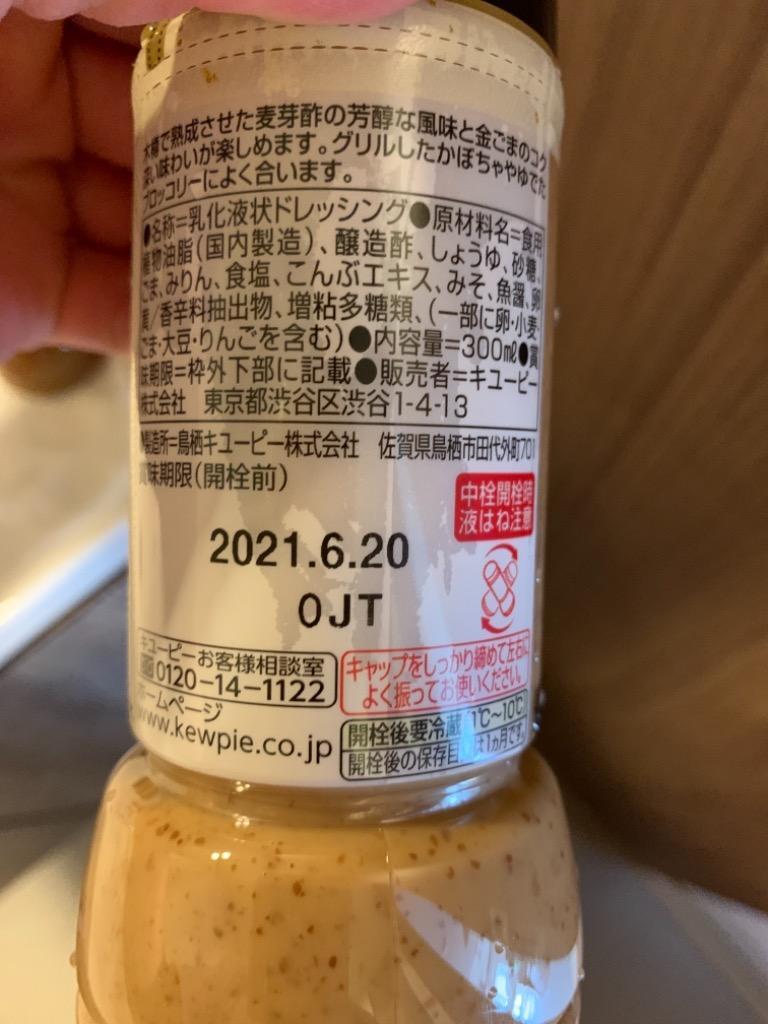 木樽で熟成させた麦芽酢の芳醇な風味と金ごまのコク
深い味わいが楽しめます。グリルしたかぼちゃやゆでた
ブロッコリーによく合います。
●名称=乳化液状ドレッシング●原材料名=食用
植物油脂(国内製造)、醸造酢、しょうゆ、砂糖、
ごま、みりん、食塩、こんぶエキス、みそ、魚醤、卵
黄/香辛料抽出物、増粘多糖類、(一部に卵・小麦・
ごま・大豆・りんごを含む)●内容量=300ml●賞
味期限=枠外下部に記載●販売者=キユーピー
株式会社 東京都渋谷区渋谷1-4-13
●製造所=鳥栖キユーピー株式会社 佐賀県鳥栖市田代外町701
賞味期限(開栓前)
中栓開栓時
液はね注意
2021.6.20
OJT
キユーピーお客様相談室
0120-14-1122
ホームページ
www.kewpie.co.jp
キャップをしっかり締めて左右に
よく振ってお使いください。
開栓後要冷蔵(1℃~10℃)
開栓後の保存目安は1ヵ月です。